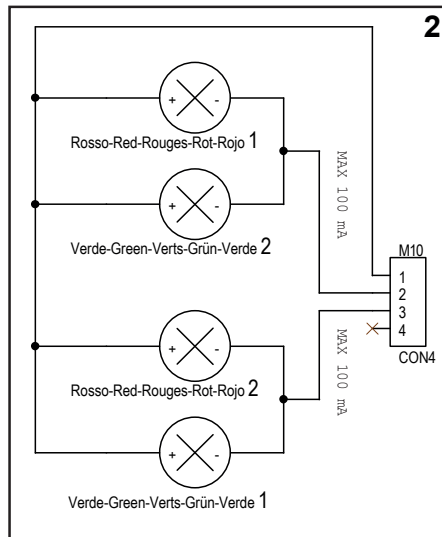 2
+ -
Rosso-Red-Rouges-Rot-Rojo 1
MAX 100 mA
+ -
Verde-Green-Verts-Grün-Verde 2
M10
1
2
3
4
CON4
+ -
Rosso-Red-Rouges-Rot-Rojo 2
MAX 100 mA
+ -
Verde-Green-Verts-Grün-Verde 1